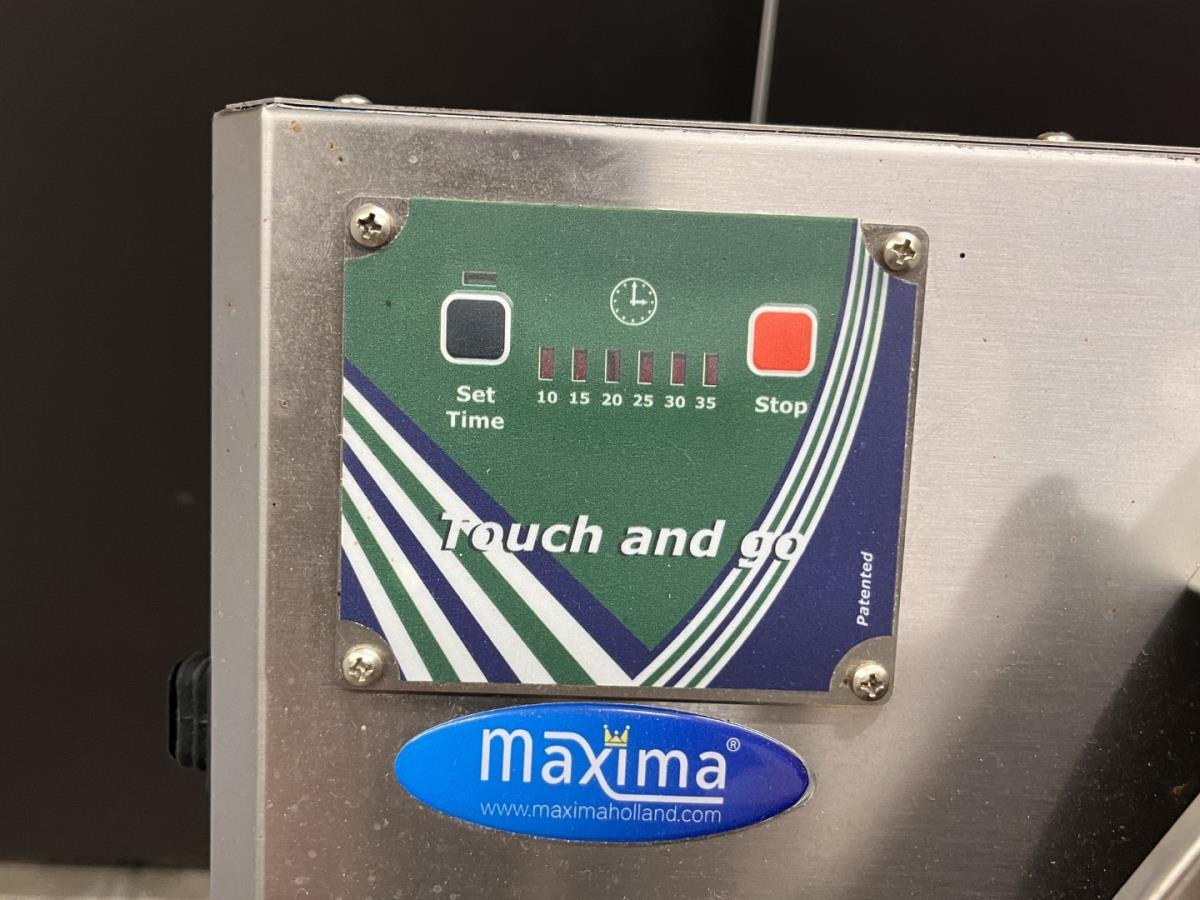 Set
Time
10 15 20 25 30 35
Stop
Touch and go
Patented
maxima®
www.maximaholland.com